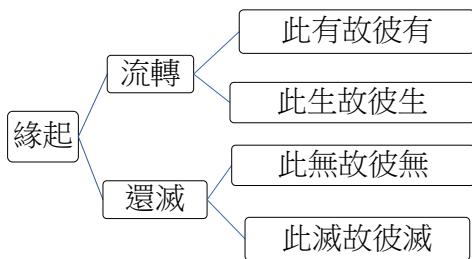 緣起
流轉
此有故彼有
此生故彼生
還滅
此無故彼無
此滅故彼滅